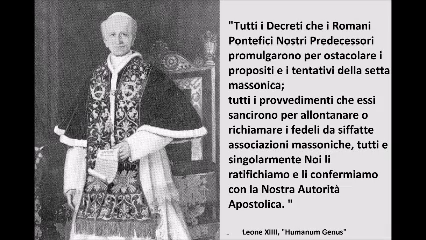 "Tutti i Decreti che i Romani
Pontefici Nostri Predecessori
promulgarono per ostacolare i
propositi e i tentativi della setta
massonica;
tutti i provvedimenti che essi
sancirono per allontanare o
richiamare i fedeli da siffatte
associazioni massoniche, tutti e
singolarmente Noi li
ratifichiamo e li confermiamo
con la Nostra Autorità
Apostolica. "
Leone XIIII, "Humanum Genus"